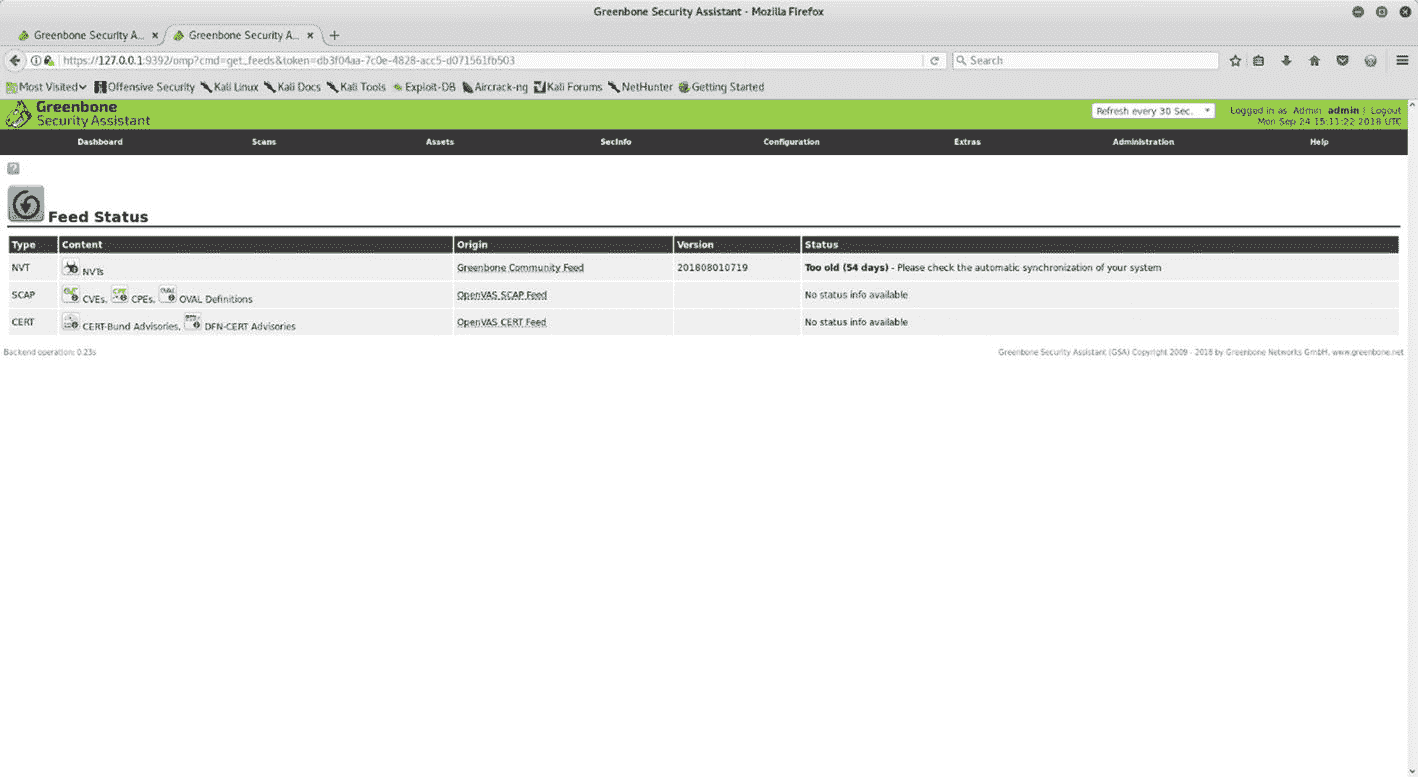 Greenbone Security Assistant - Mozilla Firefox
Greenbone Security A... × Greenbone Security A... × +
https://127.0.0.1:9392/omp?cmd=get_feeds&token=db3f04aa-7c0e-4828-acc5-d071561fb503 Search
Most Visited Offensive Security Kali Linux Kali Docs Kali Tools Exploit-DB Aircrack-ng Kali Forums NetHunter Getting Started
Greenbone
Security Assistant
Refresh every 30 Sec.
Logged in as Admin admin | Logout
Mon Sep 24 15:11:22 2018 UTC
Dashboard Scans Assets SecInfo Configuration Extras Administration Help
?
Feed Status
Type Content Origin Version Status
NVT NVTs Greenbone Community Feed 201808010719 Too old (54 days) - Please check the automatic synchronization of your system
SCAP CVEs, CPEs, OVAL Definitions OpenVAS SCAP Feed No status info available
CERT CERT-Bund Advisories, DFN-CERT Advisories OpenVAS CERT Feed No status info available
Backend operation: 0.23s
Greenbone Security Assistant (GSA) Copyright 2009 - 2018 by Greenbone Networks GmbH, www.greenbone.net